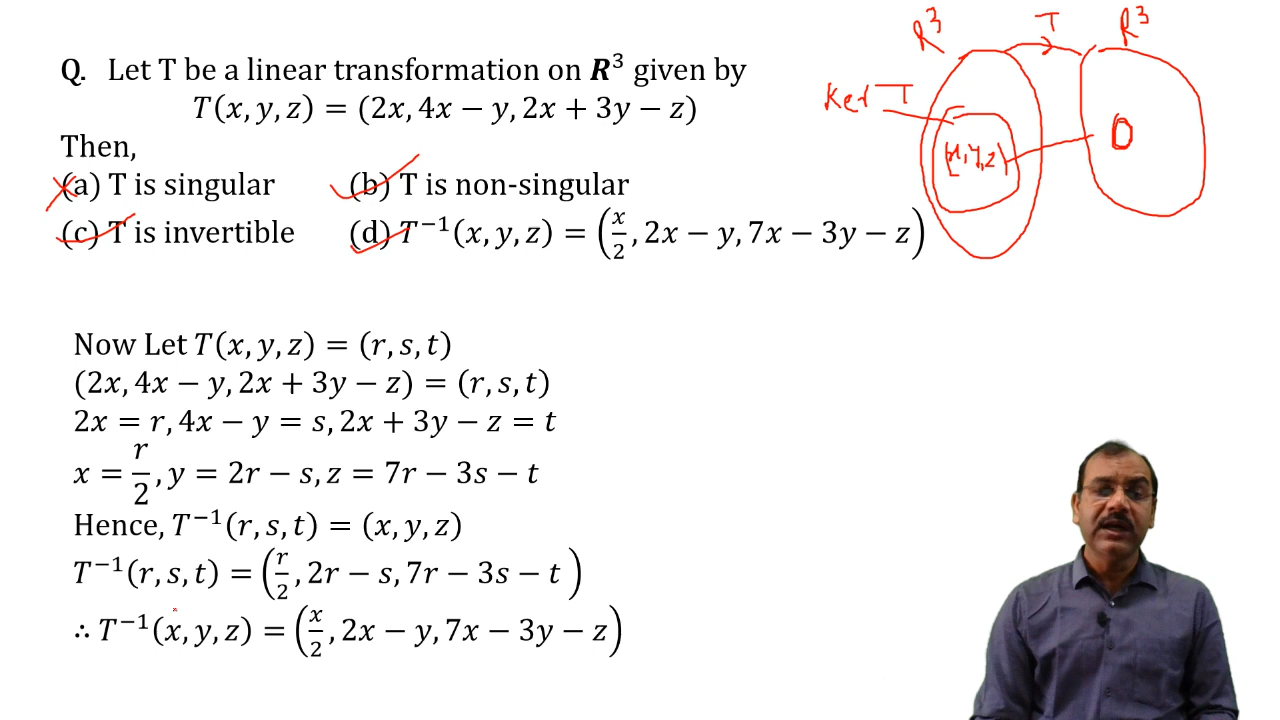 Q. Let T be a linear transformation on R³ given by
T(x, y, z) = (2x, 4x − y, 2x + 3y − z)
Then,
(a) T is singular (b) T is non-singular
(c) T is invertible (d) T⁻¹(x, y, z) = (x/2, 2x − y, 7x − 3y − z)
R³ T R³
Ker T
(x, y, z) 0
Now Let T(x, y, z) = (r, s, t)
(2x, 4x − y, 2x + 3y − z) = (r, s, t)
2x = r, 4x − y = s, 2x + 3y − z = t
x = r/2, y = 2r − s, z = 7r − 3s − t
Hence, T⁻¹(r, s, t) = (x, y, z)
T⁻¹(r, s, t) = (r/2, 2r − s, 7r − 3s − t )
∴ T⁻¹(x, y, z) = (x/2, 2x − y, 7x − 3y − z)